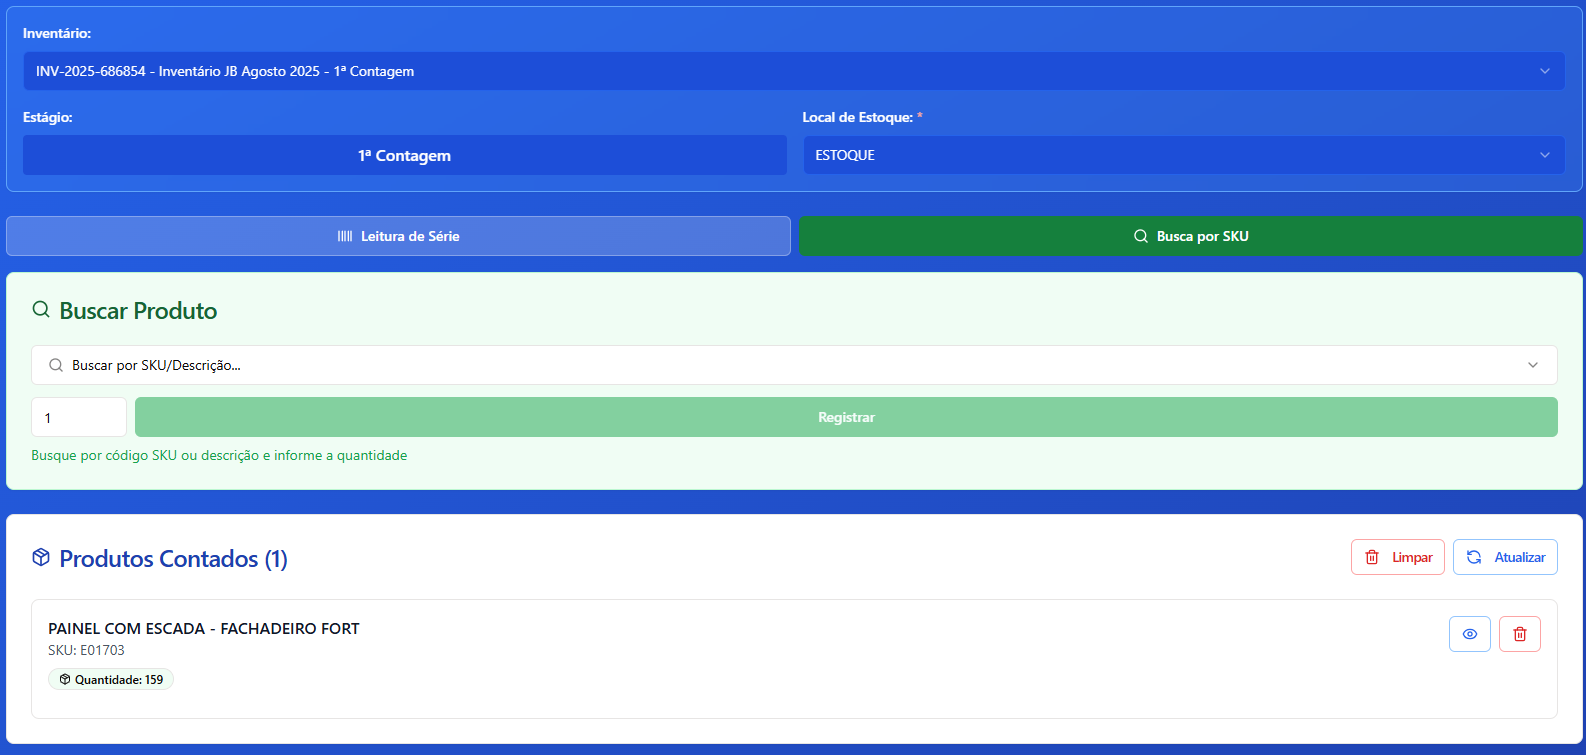 Inventário:
INV-2025-686854 - Inventário JB Agosto 2025 - 1ª Contagem
Estágio:
Local de Estoque: *
1ª Contagem
ESTOQUE
Leitura de Série
Busca por SKU
Buscar Produto
Buscar por SKU/Descrição...
1
Registrar
Busque por código SKU ou descrição e informe a quantidade
Produtos Contados (1)
Limpar
Atualizar
PAINEL COM ESCADA - FACHADEIRO FORT
SKU: E01703
Quantidade: 159